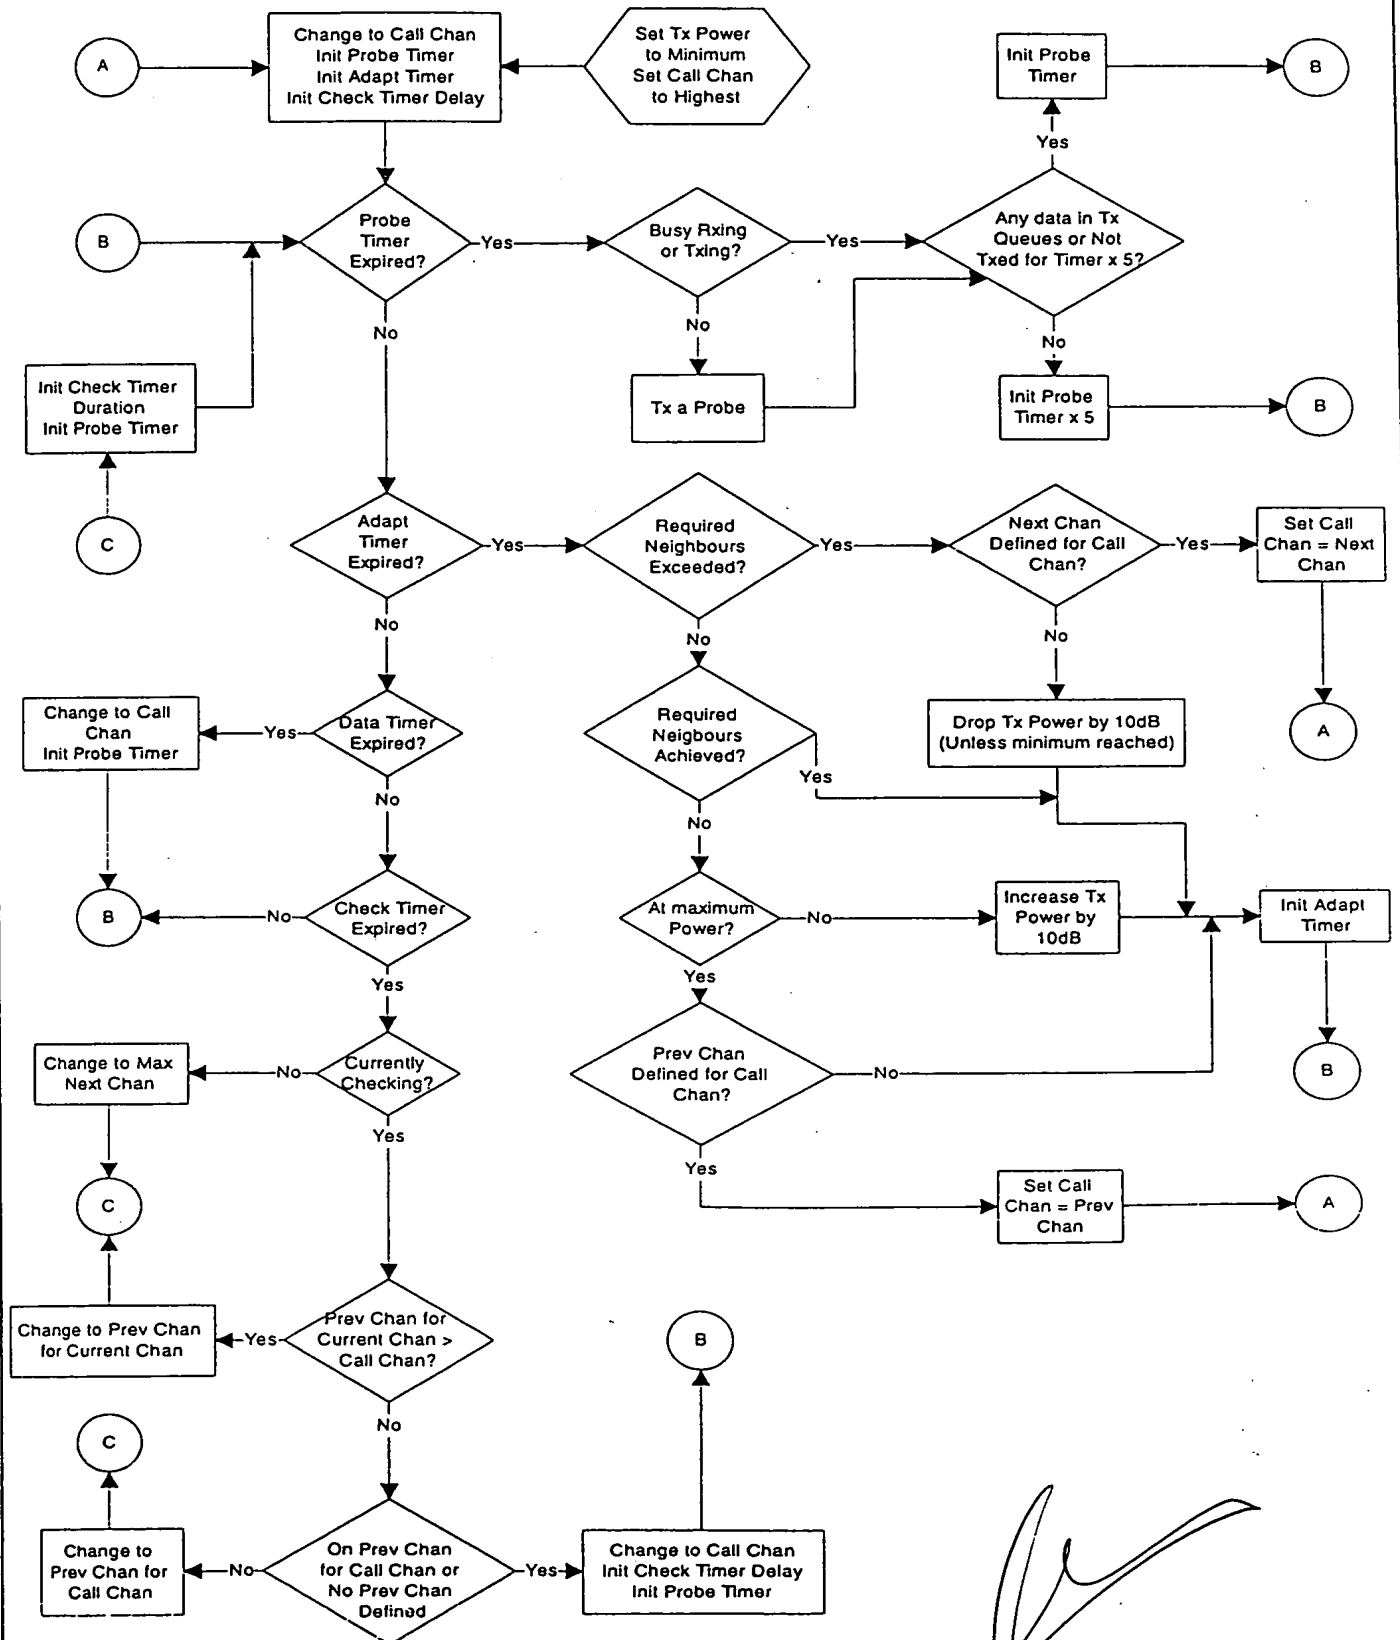 A
Change to Call Chan
Init Probe Timer
Init Adapt Timer
Init Check Timer Delay
Set Tx Power
to Minimum
Set Call Chan
to Highest
Init Probe
Timer
B
Yes
B
Probe
Timer
Expired?
Yes
Busy Rxing
or Txing?
Yes
Any data in Tx
Queues or Not
Txed for Timer x 5?
No
No
No
Init Check Timer
Duration
Init Probe Timer
Tx a Probe
Init Probe
Timer x 5
B
C
Adapt
Timer
Expired?
Yes
Required
Neighbours
Exceeded?
Yes
Next Chan
Defined for Call
Chan?
Yes
Set Call
Chan = Next
Chan
No
No
No
Change to Call
Chan
Init Probe Timer
Yes
Data Timer
Expired?
Required
Neigbours
Achieved?
Yes
Drop Tx Power by 10dB
(Unless minimum reached)
A
No
No
B
No
Check Timer
Expired?
At maximum
Power?
No
Increase Tx
Power by
10dB
Init Adapt
Timer
Yes
Yes
Change to Max
Next Chan
No
Currently
Checking?
Prev Chan
Defined for Call
Chan?
No
B
Yes
Yes
C
Set Call
Chan = Prev
Chan
A
Change to Prev Chan
for Current Chan
Yes
Prev Chan for
Current Chan >
Call Chan?
B
No
C
Change to
Prev Chan for
Call Chan
No
On Prev Chan
for Call Chan or
No Prev Chan
Defined
Yes
Change to Call Chan
Init Check Timer Delay
Init Probe Timer